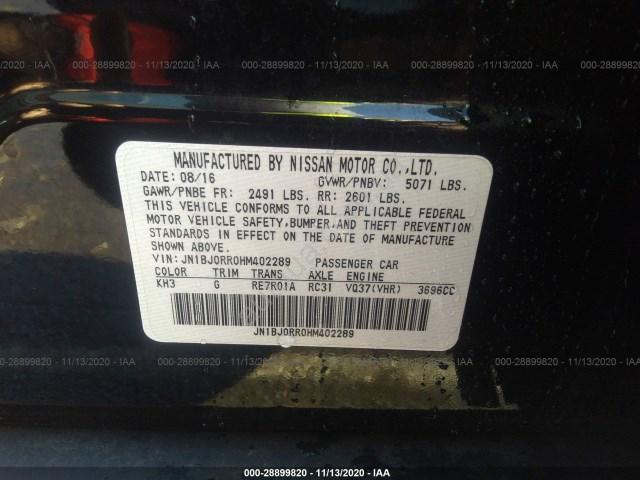 000-28899820 - 11/13/2020 - IAA 000-28899820 - 11/13/2020 - IAA 000-28899820 - 11/13/2020 - IAA
MANUFACTURED BY NISSAN MOTOR CO.,LTD.
DATE: 08/16 GVWR/PNBV: 5071 LBS.
GAWR/PNBE FR: 2491 LBS. RR: 2601 LBS.
THIS VEHICLE CONFORMS TO ALL APPLICABLE FEDERAL
MOTOR VEHICLE SAFETY,BUMPER,AND THEFT PREVENTION
STANDARDS IN EFFECT ON THE DATE OF MANUFACTURE
SHOWN ABOVE.
VIN: JN1BJ0RR0HM402289 PASSENGER CAR
COLOR TRIM TRANS AXLE ENGINE
KH3 G RE7R01A RC31 VQ37(VHR) 3696CC
JN1BJ0RR0HM402289
000-28899820 - 11/13/2020 - IAA 000-28899820 - 11/13/2020 - IAA 000-28899820 - 11/13/2020 - IAA
000-28899820 - 11/13/2020 - IAA